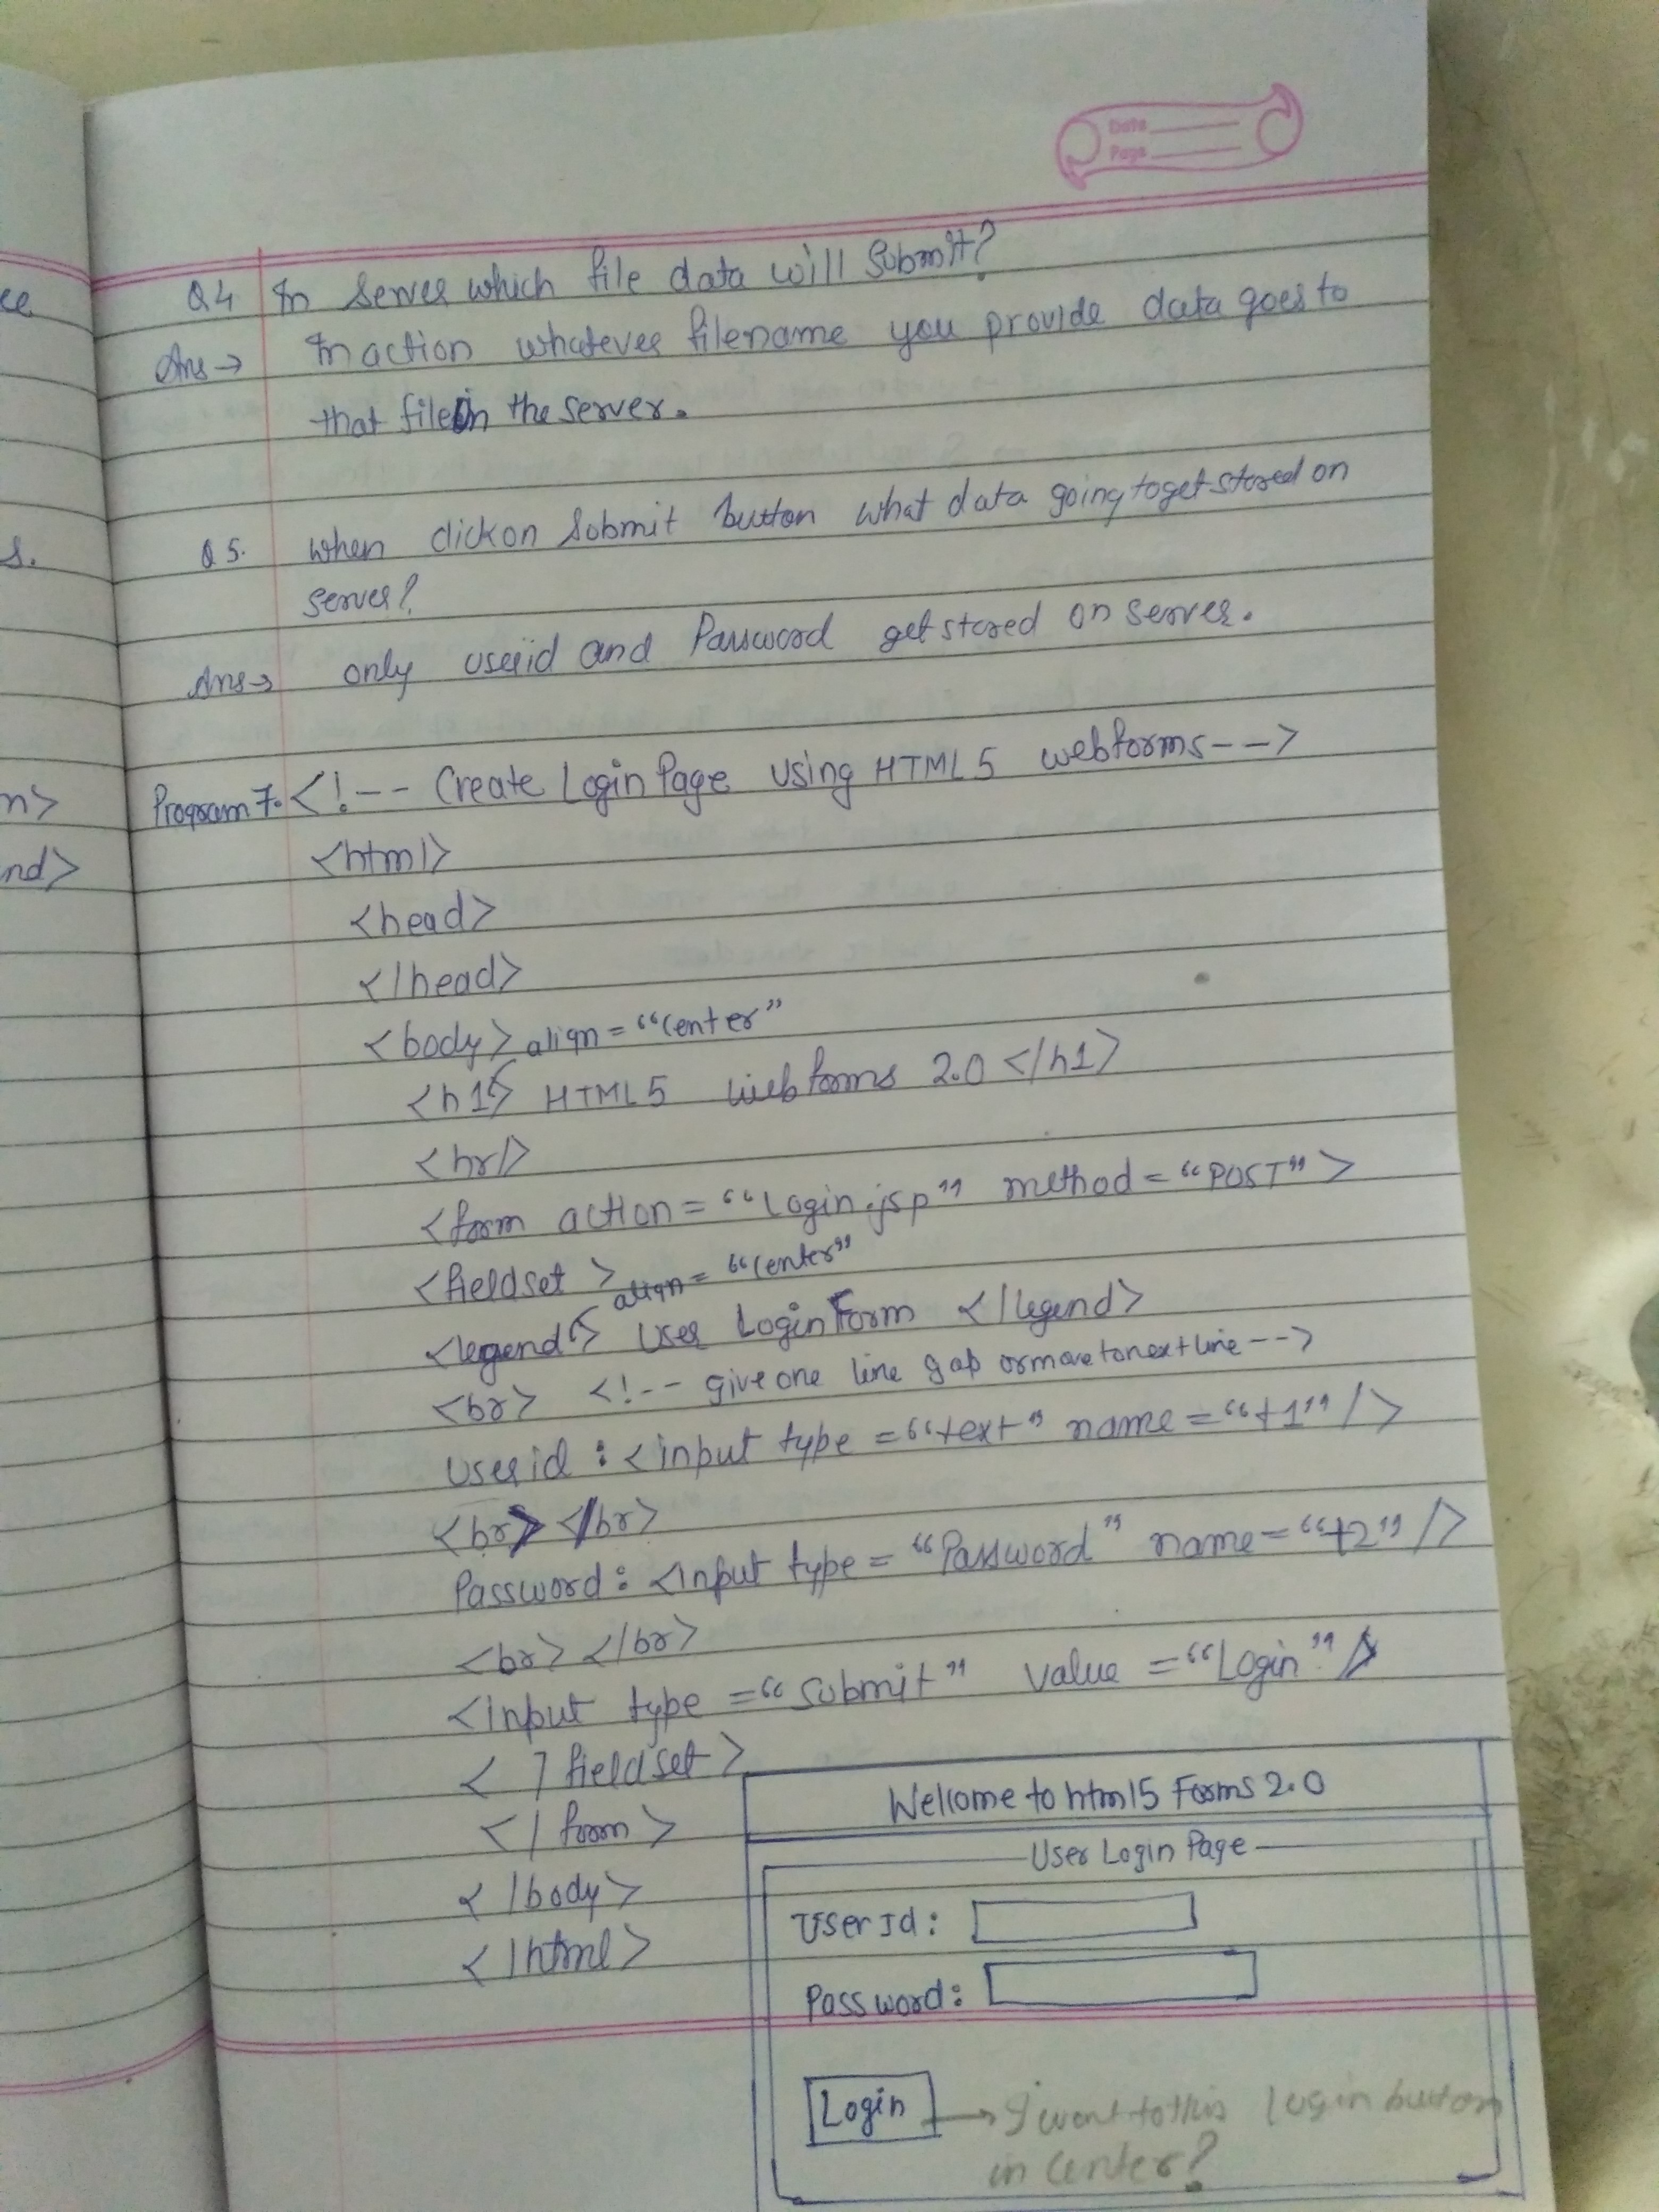 Date
Page
ce
Q4 In server which file data will submit?
Ans→ In action whatever filename you provide data goes to
that file in the server.
s.
Q5. When click on submit button what data going to get stored on
server?
Ans→ only userid and Password get stored on server.
n>
nd>
Program 7. <!-- Create Login Page using HTML 5 webforms-->
<html>
<head>
</head>
<body> align = "center"
<h1> HTML5 web forms 2.0 </h1>
<hr/>
<form action = "Login.jsp" method = "POST" >
<fieldset > align = "center"
<legend> User Login Form </legend>
<br> <!-- give one line gap or move to next line -->
userid : <input type = "text" name = "t1" />
<br> </br>
Password : <input type = "Password" name = "t2" />
<br> </br>
<input type = "submit" value = "Login" />
< / fieldset >
</ form >
< /body>
< /html>
Welcome to html5 Forms 2.0
User Login Page
User Id :
Password :
Login → I want to this login button
in center?